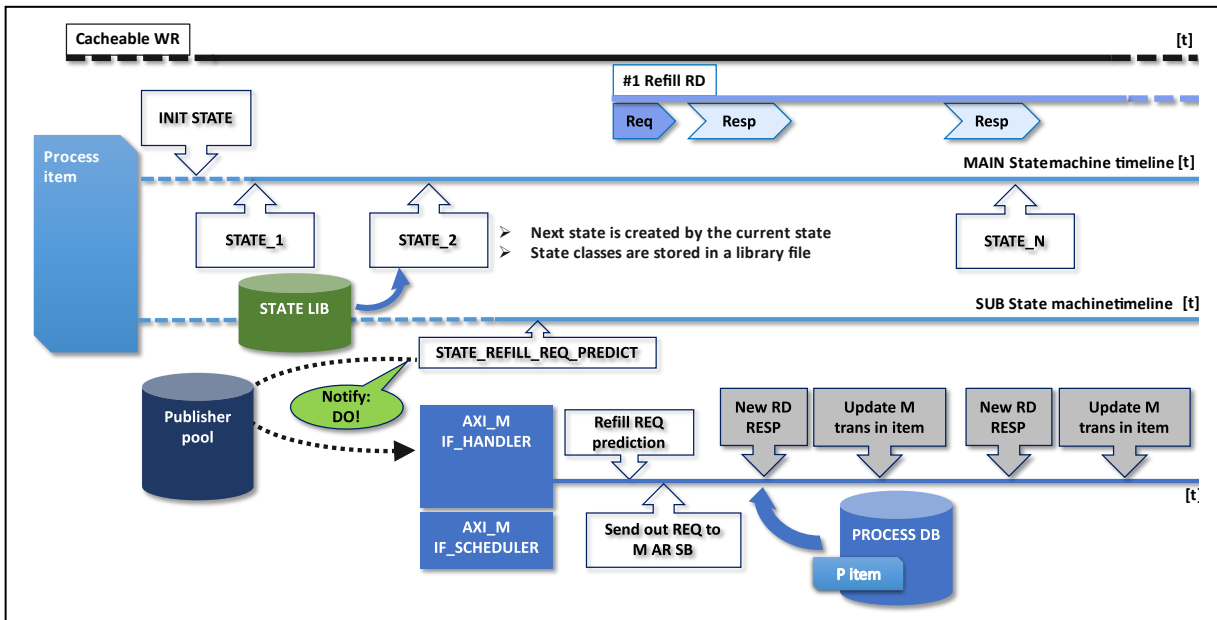 Cacheable WR
[t]
#1 Refill RD
Req
Resp
Resp
INIT STATE
Process
item
MAIN Statemachine timeline [t]
STATE_1
STATE_2
➢ Next state is created by the current state
➢ State classes are stored in a library file
STATE_N
STATE LIB
SUB State machinetimeline [t]
STATE_REFILL_REQ_PREDICT
Notify:
DO!
Publisher
pool
AXI_M
IF_HANDLER
Refill REQ
prediction
New RD
RESP
Update M
trans in item
New RD
RESP
Update M
trans in item
[t]
AXI_M
IF_SCHEDULER
Send out REQ to
M AR SB
PROCESS DB
P item